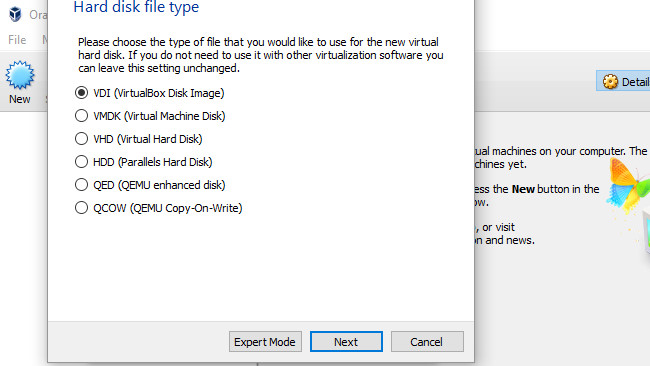 Ora
Hard disk file type
File
Please choose the type of file that you would like to use for the new virtual
hard disk. If you do not need to use it with other virtualization software you
can leave this setting unchanged.
New
Detail
VDI (VirtualBox Disk Image)
VMDK (Virtual Machine Disk)
VHD (Virtual Hard Disk)
HDD (Parallels Hard Disk)
QED (QEMU enhanced disk)
QCOW (QEMU Copy-On-Write)
ual machines on your computer. The
chines yet.
ess the New button in the
ow.
, or visit
on and news.
Expert Mode
Next
Cancel